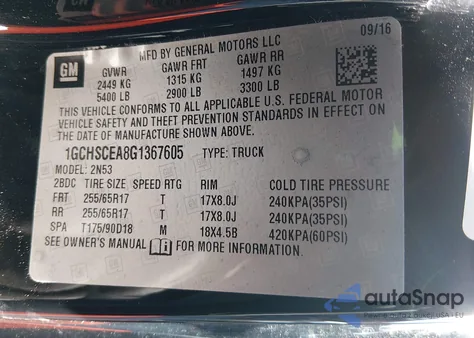 09/16
MFD BY GENERAL MOTORS LLC
GM
GVWR GAWR FRT GAWR RR
2449 KG 1315 KG 1497 KG
5400 LB 2900 LB 3300 LB
THIS VEHICLE CONFORMS TO ALL APPLICABLE U.S. FEDERAL MOTOR
VEHICLE SAFETY AND THEFT PREVENTION STANDARDS IN EFFECT ON
THE DATE OF MANUFACTURE SHOWN ABOVE.
1GCHSCEA8G1367605 TYPE: TRUCK
MODEL: 2N53
2BDC TIRE SIZE SPEED RTG RIM COLD TIRE PRESSURE
FRT 255/65R17 T 17X8.0J 240KPA(35PSI)
RR 255/65R17 T 17X8.0J 240KPA(35PSI)
SPA T175/90D18 M 18X4.5B 420KPA(60PSI)
SEE OWNER'S MANUAL FOR MORE INFORMATION
autoSnap